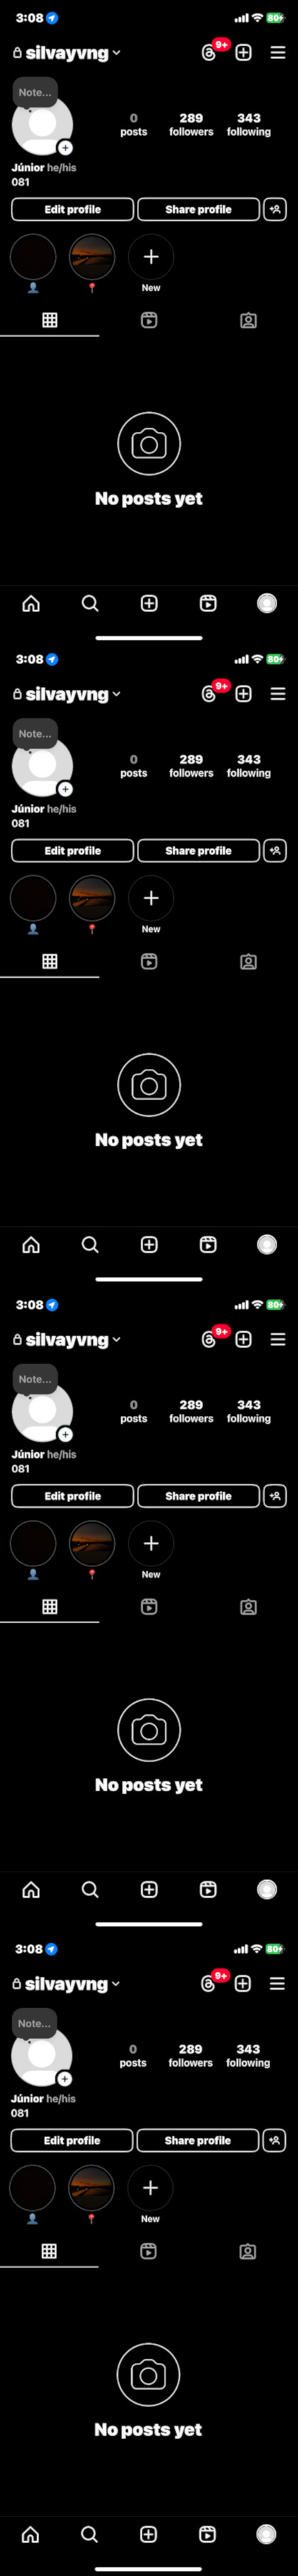 3:08 80
silvayvng 9+
Note...
0 289 343
posts followers following
Júnior he/his
081
Edit profile Share profile
New
No posts yet
3:08 80
silvayvng 9+
Note...
0 289 343
posts followers following
Júnior he/his
081
Edit profile Share profile
New
No posts yet
3:08 80
silvayvng 9+
Note...
0 289 343
posts followers following
Júnior he/his
081
Edit profile Share profile
New
No posts yet
3:08 80
silvayvng 9+
Note...
0 289 343
posts followers following
Júnior he/his
081
Edit profile Share profile
New
No posts yet